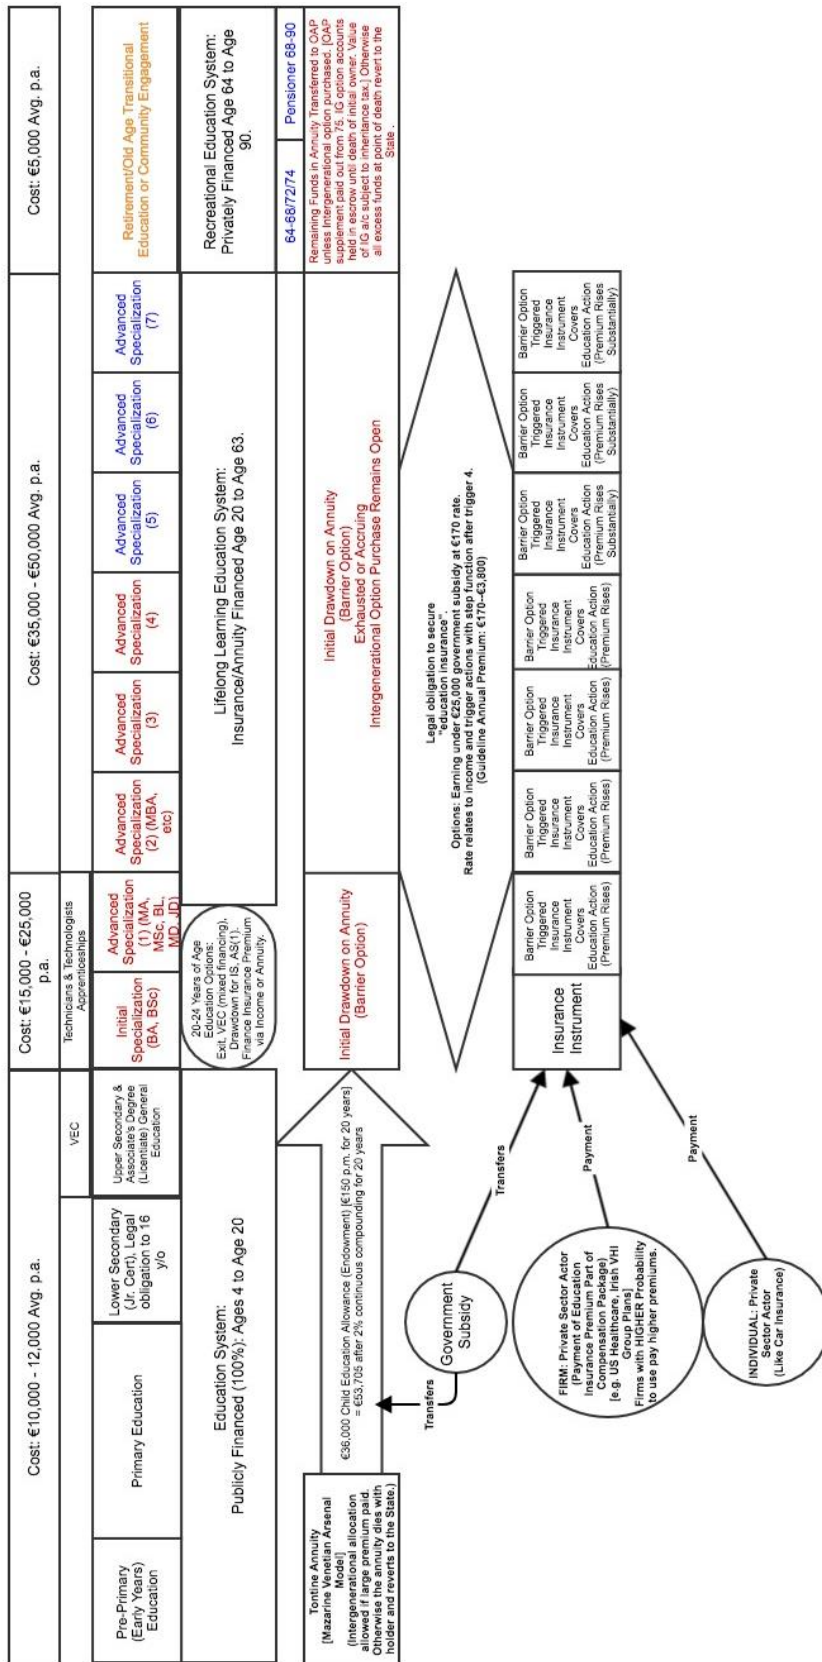 Cost: €10,000 - 12,000 Avg. p.a.
Cost: €15,000 - €25,000
p.a.
Cost: €35,000 - €50,000 Avg. p.a.
Cost: €5,000 Avg. p.a.
VEC
Technicians & Technologists
Apprenticeships
Pre-Primary
(Early Years)
Education
Primary Education
Lower Secondary
(Jr. Cert), Legal
obligation to 16
y/o
Upper Secondary &
Associate's Degree
(Licentiate) General
Education
Initial
Specialization
(BA, BSc)
Advanced
Specialization
(1) (MA,
MSc, BL,
MD, JD)
Advanced
Specialization
(2) (MBA,
etc)
Advanced
Specialization
(3)
Advanced
Specialization
(4)
Advanced
Specialization
(5)
Advanced
Specialization
(6)
Advanced
Specialization
(7)
Retirement/Old Age Transitional
Education or Community Engagement
Education System:
Publicly Financed (100%): Ages 4 to Age 20
20-24 Years of Age
Education Options:
Exit, VEC (mixed financing),
Drawdown for IS, AS(1).
Finance Insurance Premium
via Income or Annuity.
Lifelong Learning Education System:
Insurance/Annuity Financed Age 20 to Age 63.
Recreational Education System:
Privately Financed Age 64 to Age
90.
64-68/72/74
Pensioner 68-90
Tontine Annuity
[Mazarine Venetian Arsenal
Model]
(Intergenerational allocation
allowed if large premium paid.
Otherwise the annuity dies with
holder and reverts to the State.)
€36,000 Child Education Allowance (Endowment) [€150 p.m. for 20 years]
= €53,705 after 2% continuous compounding for 20 years
Initial Drawdown on Annuity
(Barrier Option)
Initial Drawdown on Annuity
(Barrier Option)
Exhausted or Accruing
Intergenerational Option Purchase Remains Open
Remaining Funds in Annuity Transferred to OAP
unless Intergenerational option purchased. [OAP
supplement paid out from 75. IG option accounts
held in escrow until death of initial owner. Value
of IG a/c subject to inheritance tax.] Otherwise
all excess funds at point of death revert to the
State .
Legal obligation to secure
"education insurance".
Options: Earning under €25,000 government subsidy at €170 rate.
Rate relates to income and trigger actions with step function after trigger 4.
(Guideline Annual Premium: €170--€3,800)
Transfers
Government
Subsidy
Transfers
FIRM: Private Sector Actor
(Payment of Education
Insurance Premium Part of
Compensation Package)
[e.g. US Healthcare, Irish VHI
Group Plans]
Firms with HIGHER Probability
to use pay higher premiums.
Payment
INDIVIDUAL: Private
Sector Actor
(Like Car Insurance)
Payment
Insurance
Instrument
Barrier Option
Triggered
Insurance
Instrument
Covers
Education Action
(Premium Rises)
Barrier Option
Triggered
Insurance
Instrument
Covers
Education Action
(Premium Rises)
Barrier Option
Triggered
Insurance
Instrument
Covers
Education Action
(Premium Rises)
Barrier Option
Triggered
Insurance
Instrument
Covers
Education Action
(Premium Rises)
Barrier Option
Triggered
Insurance
Instrument
Covers
Education Action
(Premium Rises
Substantially)
Barrier Option
Triggered
Insurance
Instrument
Covers
Education Action
(Premium Rises
Substantially)
Barrier Option
Triggered
Insurance
Instrument
Covers
Education Action
(Premium Rises
Substantially)